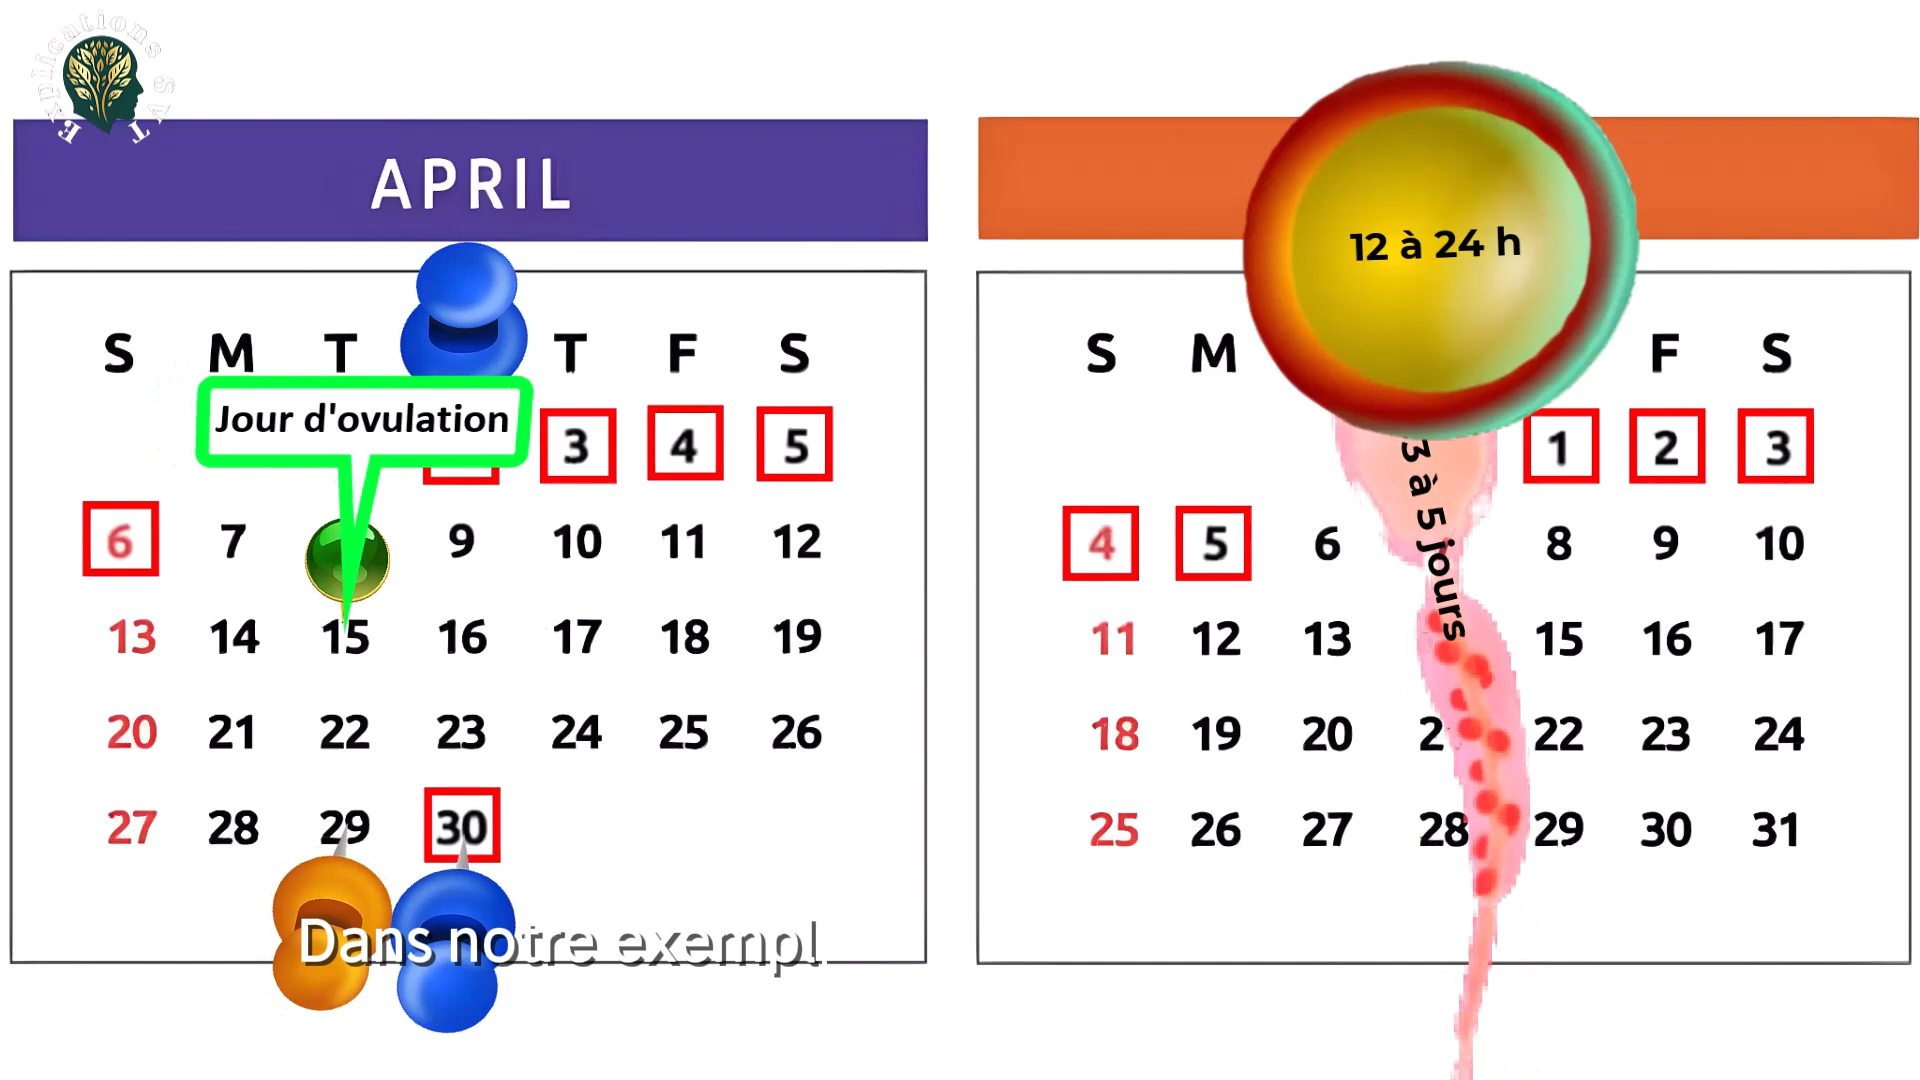 Explications SVT
APRIL
S M T T F S
Jour d'ovulation
3 4 5
6 7 9 10 11 12
13 14 15 16 17 18 19
20 21 22 23 24 25 26
27 28 29 30
Dans notre exempl
12 à 24 h
S M F S
3 à 5 jours
1 2 3
4 5 6 8 9 10
11 12 13 15 16 17
18 19 20 2 22 23 24
25 26 27 28 29 30 31